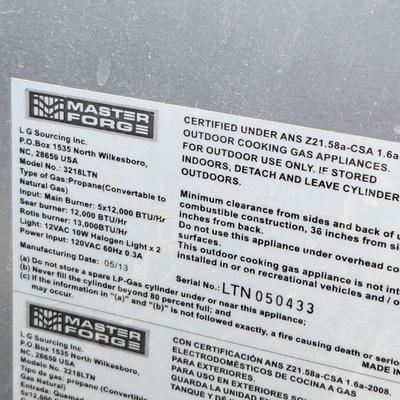 MASTER
FORGE
L G Sourcing Inc.
P.O.Box 1535 North Wilkesboro,
NC, 28659 USA
Model No.: 3218LTN
Type of Gas:Propane(Convertable to
Natural Gas)
Input: Main Burner: 5x12,000 BTU/Hr
Sear burner: 12,000 BTU/Hr
Rotis burner: 13,000BTU/Hr
Light: 12VAC 10W Halogen Light x 2
Power Input: 120VAC 60Hz 0.3A
Manufacturing Date: 05/13
CERTIFIED UNDER ANS Z21.58a-CSA 1.6a-
OUTDOOR COOKING GAS APPLIANCES.
FOR OUTSIDE USE ONLY. IF STORED
INDOORS, DETACH AND LEAVE CYLINDER
OUTDOORS.
Minimum clearance from sides and back of u
combustible construction, 36 inches from sid
inches from back.
Do not use this appliance under overhead co
surfaces.
This outdoor cooking gas appliance is not inte
installed in or on recreational vehicles and / o
Serial No.: LTN 050433
(a) Do not store a spare LP-Gas cylinder under or near this appliance;
(b) Never fill the cylinder beyond 80 percent full; and
(c) If the information in "(a)" and "(b)" is not followed exactly, a fire causing death or serio
may occur.
MASTER
FORGE
L G Sourcing Inc.
P.O.Box 1535 North Wilkesboro,
NC, 28659 USA
Modelo No.: 3218LTN
Tipo de gas: propano (Convertible
Gas natural)
Entrada: Quemad
5x12,000
CON CERTIFICACIÓN ANS Z21.58a-CSA 1.6a-2008.
ELECTRODOMÉSTICOS DE COCINA A GAS
PARA EXTERIORES.
PARA USO EN EXTERIORES SOL
GUARDA LA UNIDAD E
TANQUE Y DE